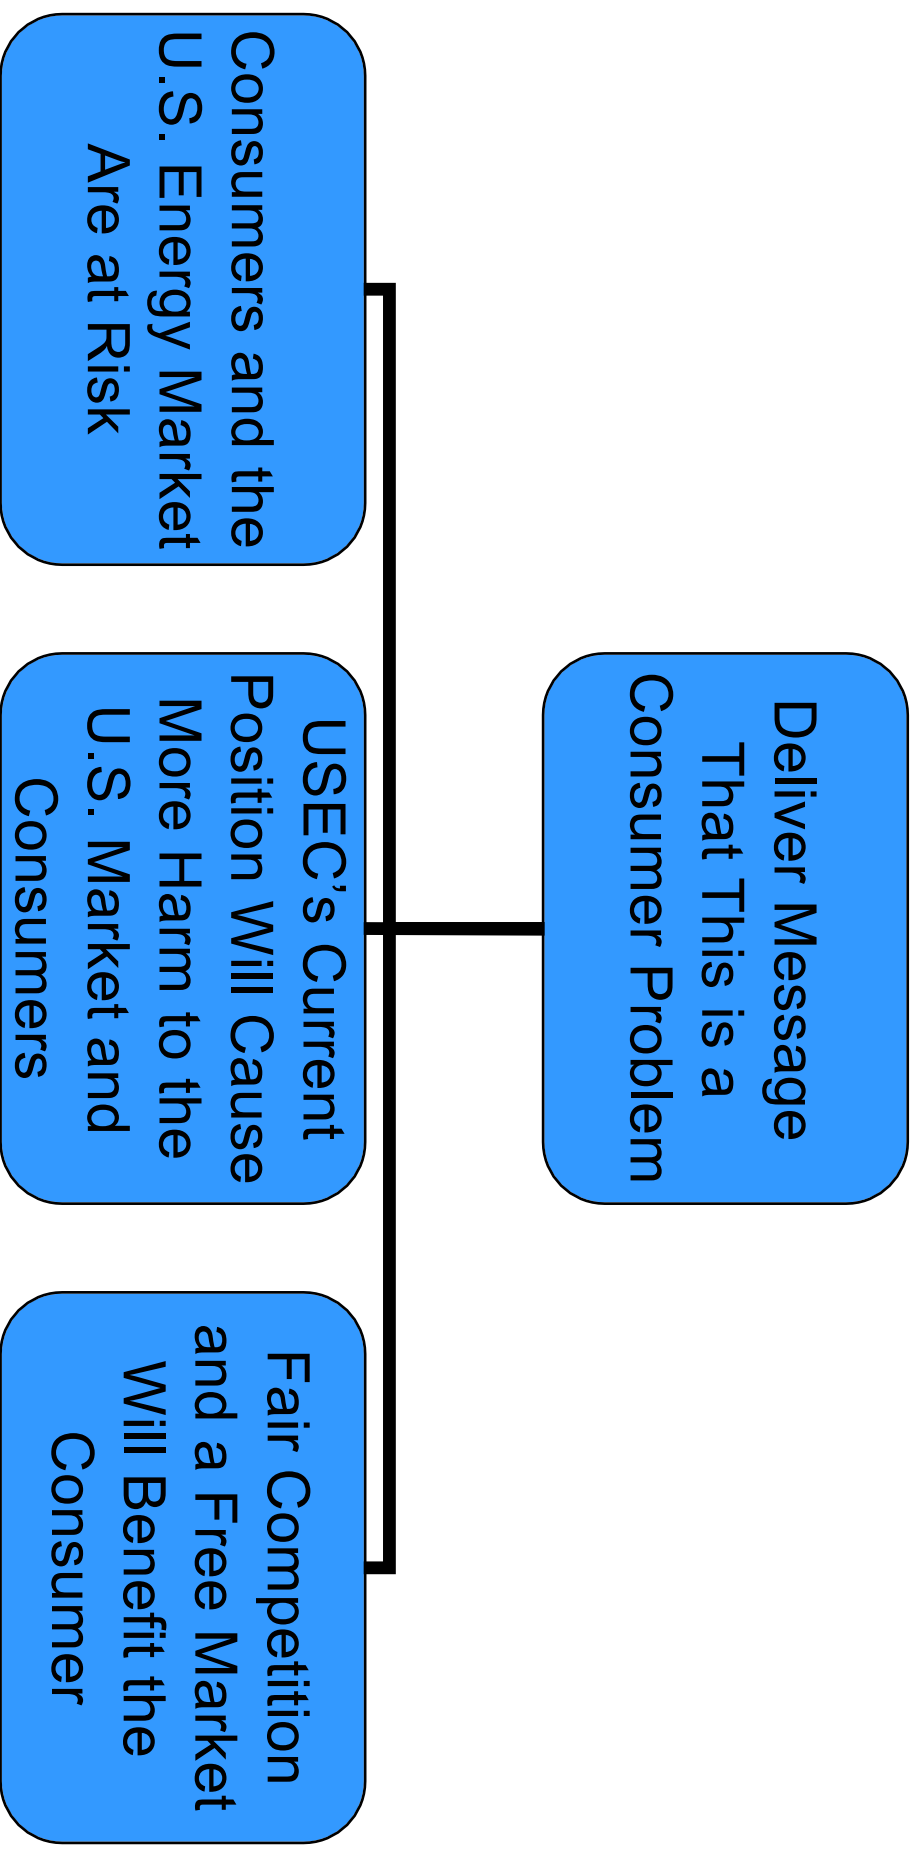 Deliver Message
That This is a
Consumer Problem
Consumers and the
U.S. Energy Market
Are at Risk
USEC’s Current
Position Will Cause
More Harm to the
U.S. Market and
Consumers
Fair Competition
and a Free Market
Will Benefit the
Consumer